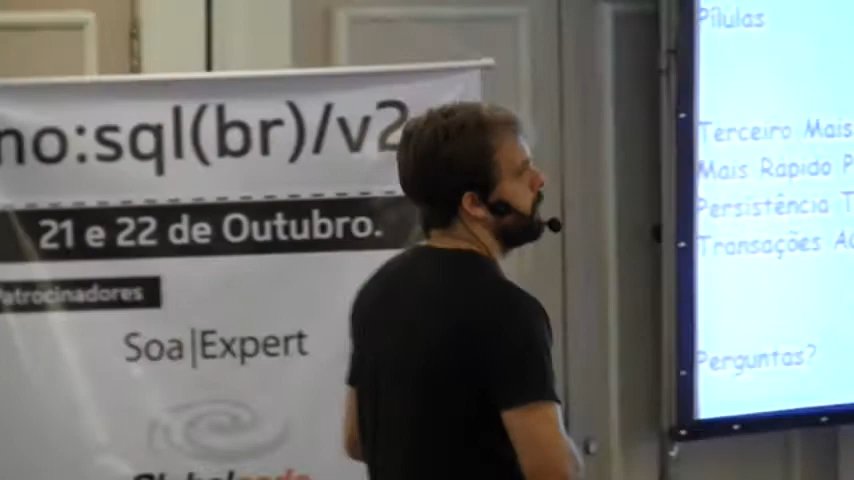 no:sql(br)/v2
21 e 22 de Outubro.
Patrocinadores
Soa|Expert
Globalcode
Pílulas
Terceiro Mais
Mais Rapido
Persistência
Transações
Perguntas?